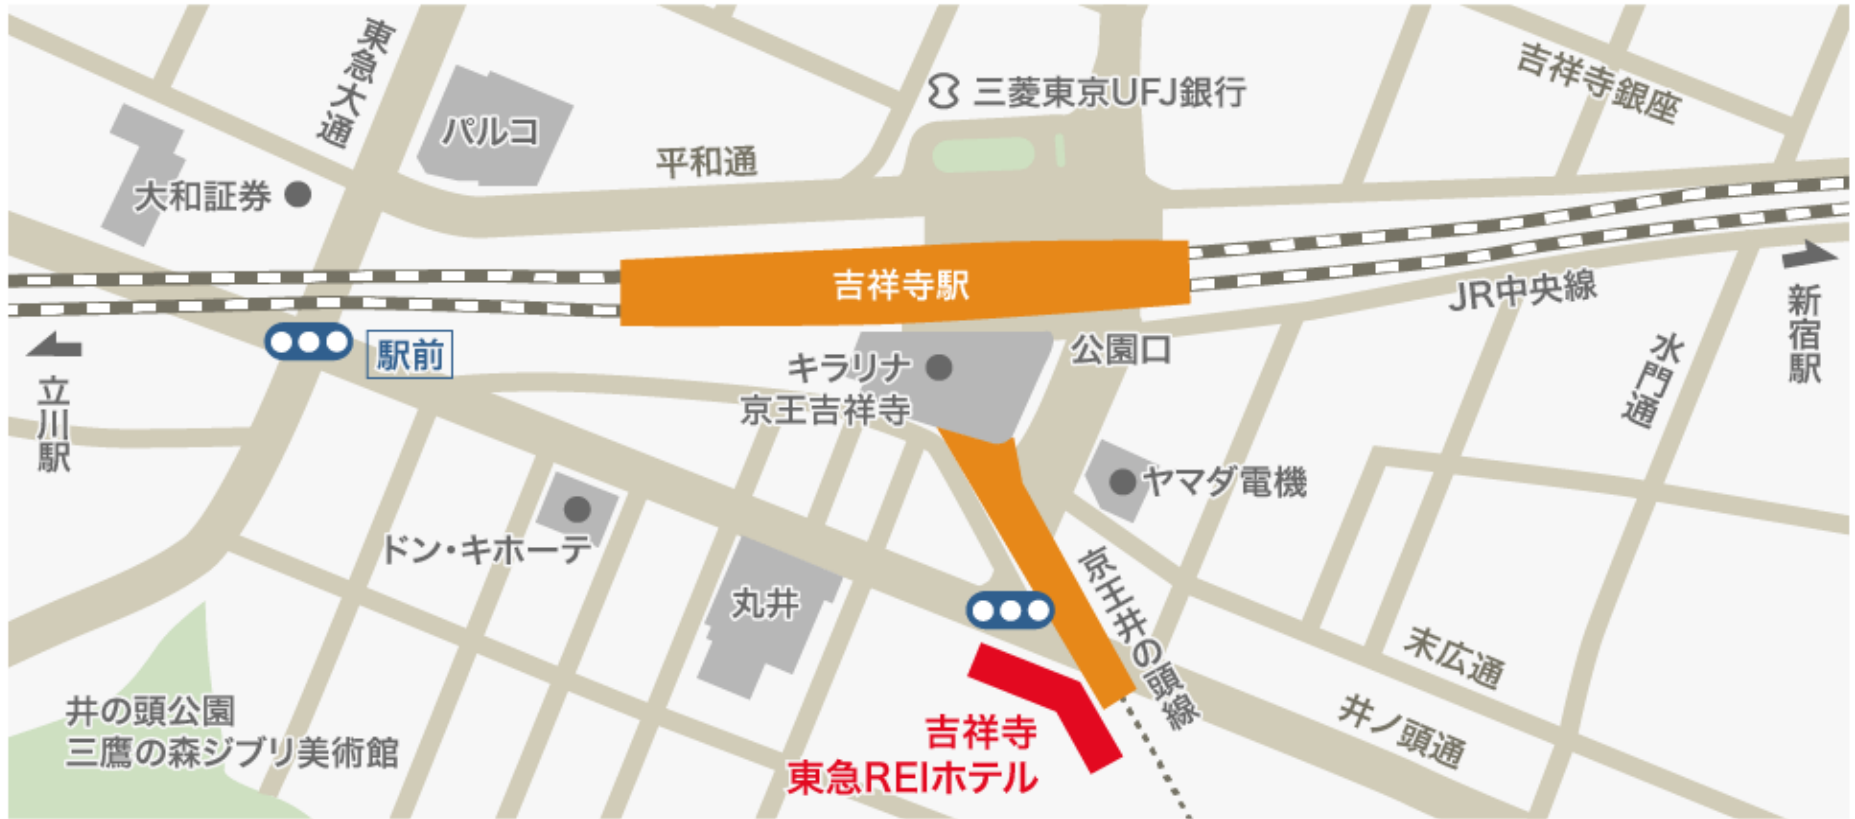 東急大通
パルコ
三菱東京UFJ銀行
吉祥寺銀座
平和通
大和証券
吉祥寺駅
JR中央線
新宿駅
駅前
立川駅
キラリナ
京王吉祥寺
公園口
水門通
ヤマダ電機
ドン・キホーテ
丸井
京王井の頭線
末広通
井ノ頭通
井の頭公園
三鷹の森ジブリ美術館
吉祥寺
東急REIホテル